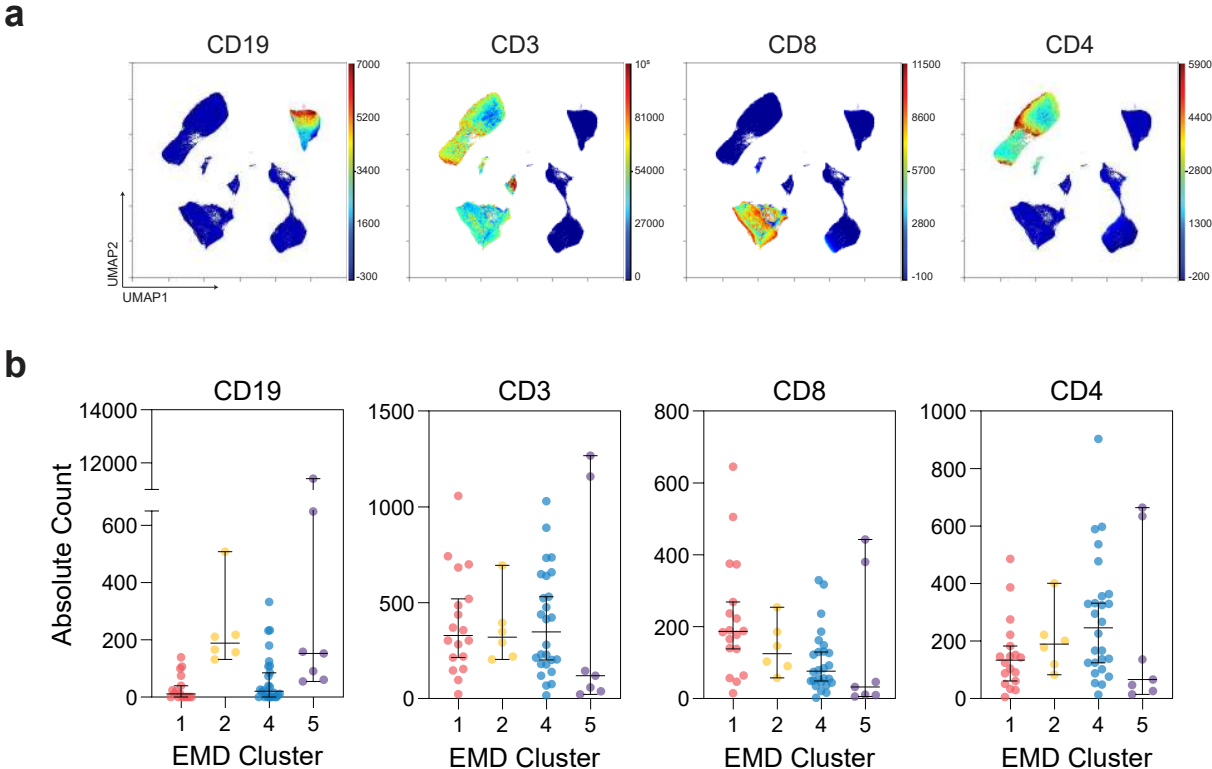 a
CD19
CD3
CD8
CD4
7000
5200
3400
1600
-300
10⁵
81000
54000
27000
0
11500
8600
5700
2800
-100
5900
4400
2800
1300
-200
UMAP2
UMAP1
b
CD19
CD3
CD8
CD4
Absolute Count
14000
12000
600
400
200
0
1500
1000
500
0
800
600
400
200
0
1000
800
600
400
200
0
1 2 4 5
1 2 4 5
1 2 4 5
1 2 4 5
EMD Cluster
EMD Cluster
EMD Cluster
EMD Cluster